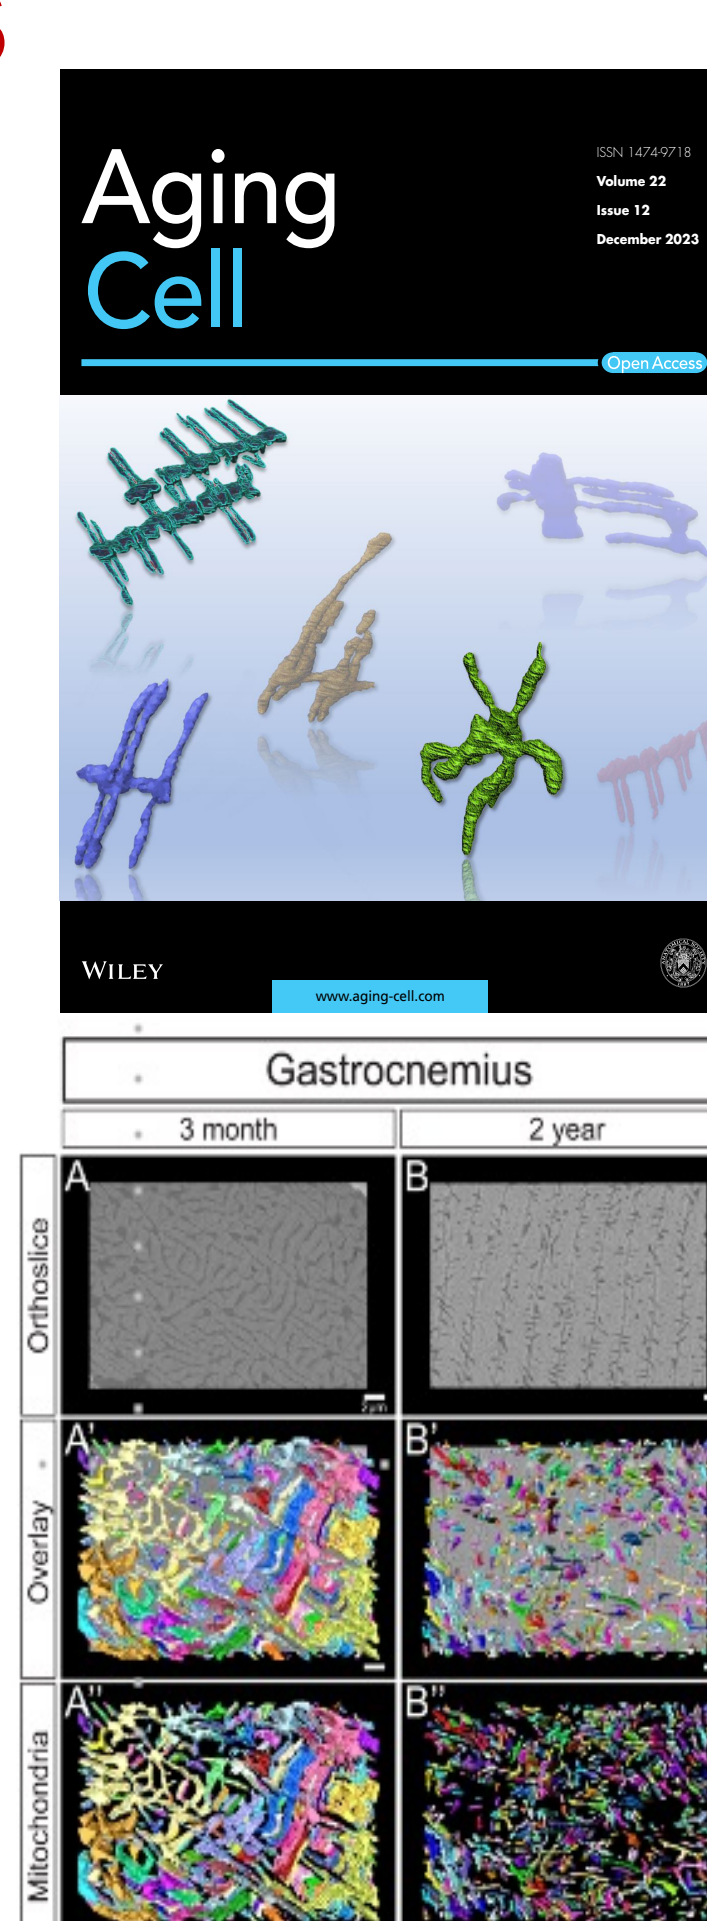 Aging
Cell
ISSN 1474-9718
Volume 22
Issue 12
December 2023
Open Access
WILEY
www.aging-cell.com
Gastrocnemius
3 month
2 year
Orthoslice
A
B
2μm
Overlay
A'
B'
Mitochondria
A"
B"